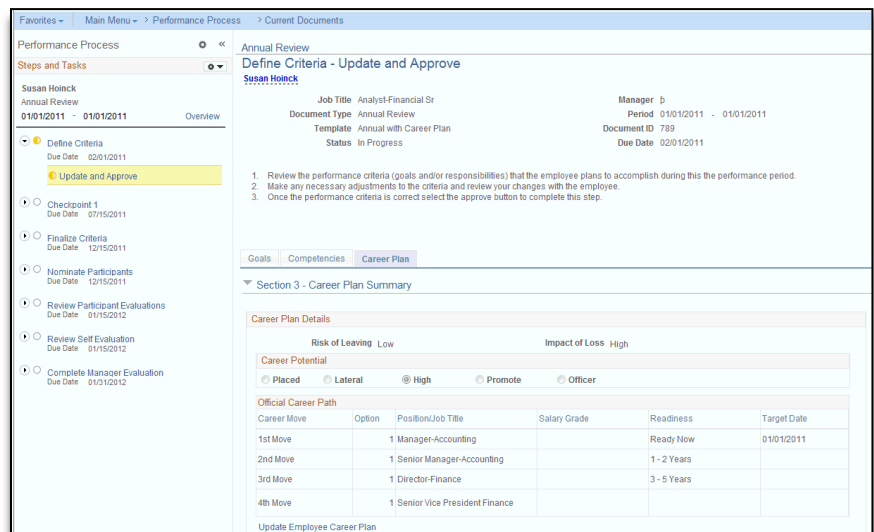 Favorites Main Menu > Performance Process > Current Documents
Performance Process «
Steps and Tasks
Susan Hoinck
Annual Review
01/01/2011 - 01/01/2011 Overview
Define Criteria
Due Date 02/01/2011
Update and Approve
Checkpoint 1
Due Date 07/15/2011
Finalize Criteria
Due Date 12/15/2011
Nominate Participants
Due Date 12/15/2011
Review Participant Evaluations
Due Date 01/15/2012
Review Self Evaluation
Due Date 01/15/2012
Complete Manager Evaluation
Due Date 01/31/2012
Annual Review
Define Criteria - Update and Approve
Susan Hoinck
Job Title Analyst-Financial Sr Manager þ
Document Type Annual Review Period 01/01/2011 - 01/01/2011
Template Annual with Career Plan Document ID 789
Status In Progress Due Date 02/01/2011
1. Review the performance criteria (goals and/or responsibilities) that the employee plans to accomplish during this the performance period.
2. Make any necessary adjustments to the criteria and review your changes with the employee.
3. Once the performance criteria is correct select the approve button to complete this step.
Goals Competencies Career Plan
Section 3 - Career Plan Summary
Career Plan Details
Risk of Leaving Low Impact of Loss High
Career Potential
Placed Lateral High Promote Officer
Official Career Path
Career Move Option Position/Job Title Salary Grade Readiness Target Date
1st Move 1 Manager-Accounting Ready Now 01/01/2011
2nd Move 1 Senior Manager-Accounting 1 - 2 Years
3rd Move 1 Director-Finance 3 - 5 Years
4th Move 1 Senior Vice President Finance
Update Employee Career Plan